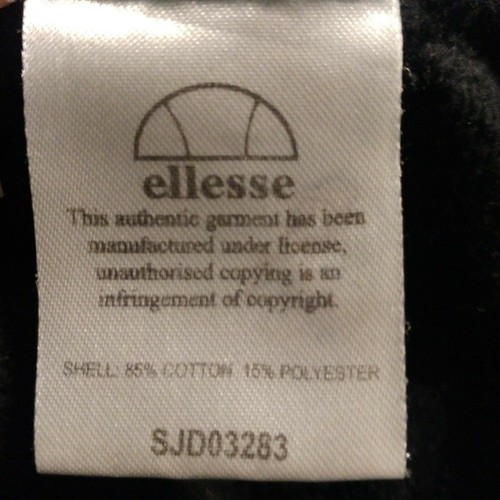 ellesse
This authentic garment has been
manufactured under license,
unauthorised copying is an
infringement of copyright.
SHELL: 85% COTTON 15% POLYESTER
SJD03283